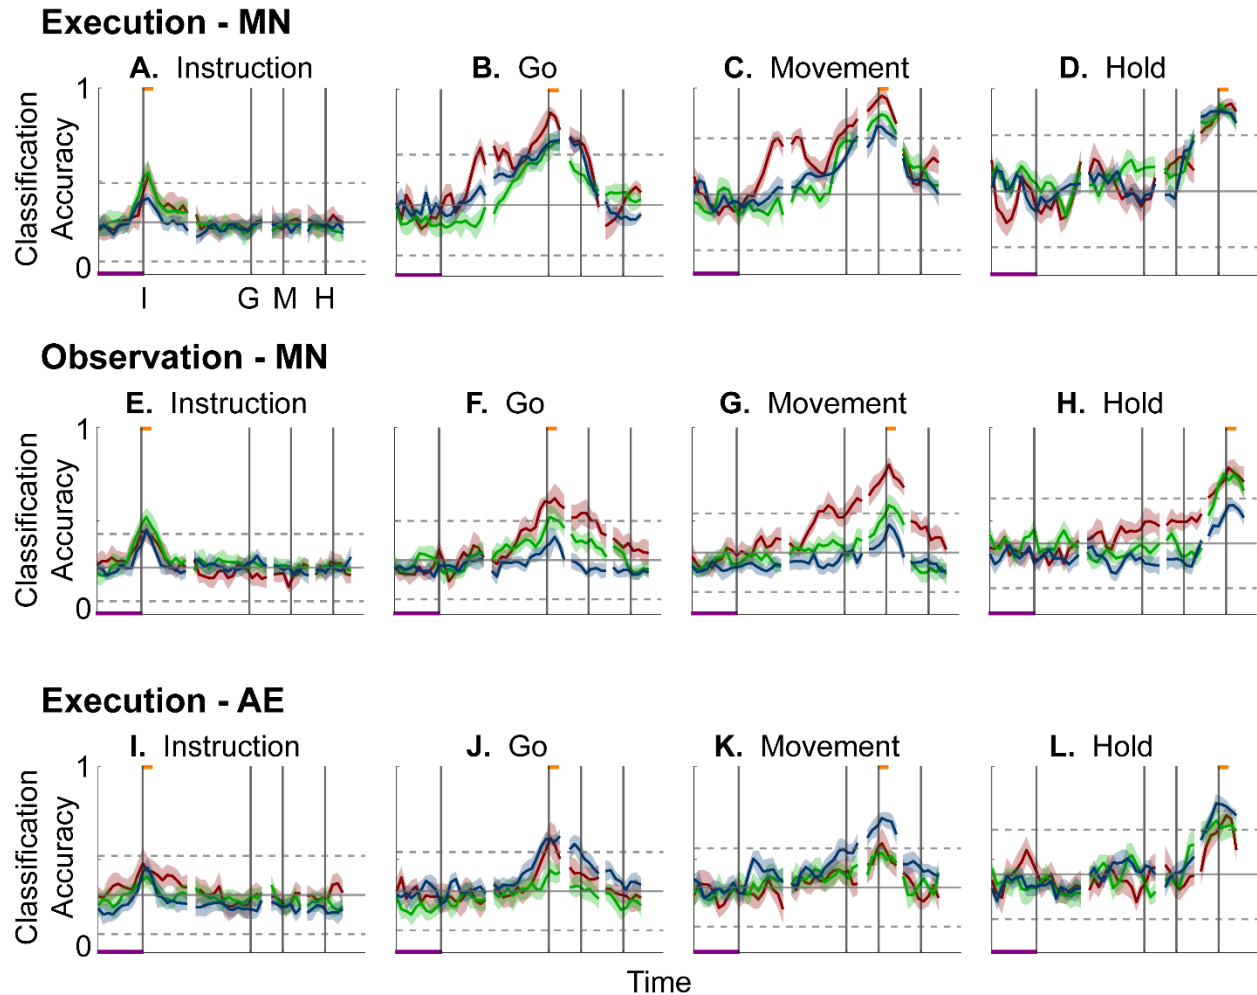 Execution - MN
A. Instruction
B. Go
C. Movement
D. Hold
Classification
Accuracy
1
0
I
G
M
H
Observation - MN
E. Instruction
F. Go
G. Movement
H. Hold
Classification
Accuracy
1
0
Execution - AE
I. Instruction
J. Go
K. Movement
L. Hold
Classification
Accuracy
1
0
Time